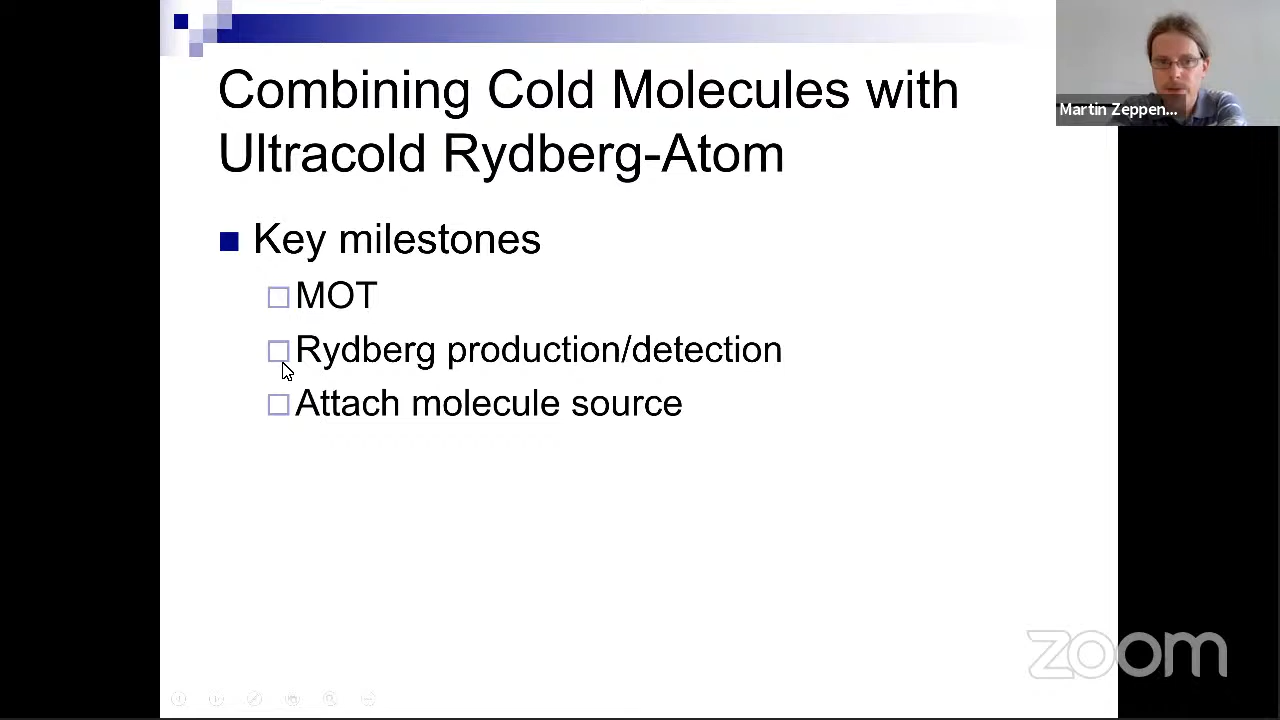 Combining Cold Molecules with
Ultracold Rydberg-Atom
Key milestones
MOT
Rydberg production/detection
Attach molecule source
Martin Zeppen...
zoom